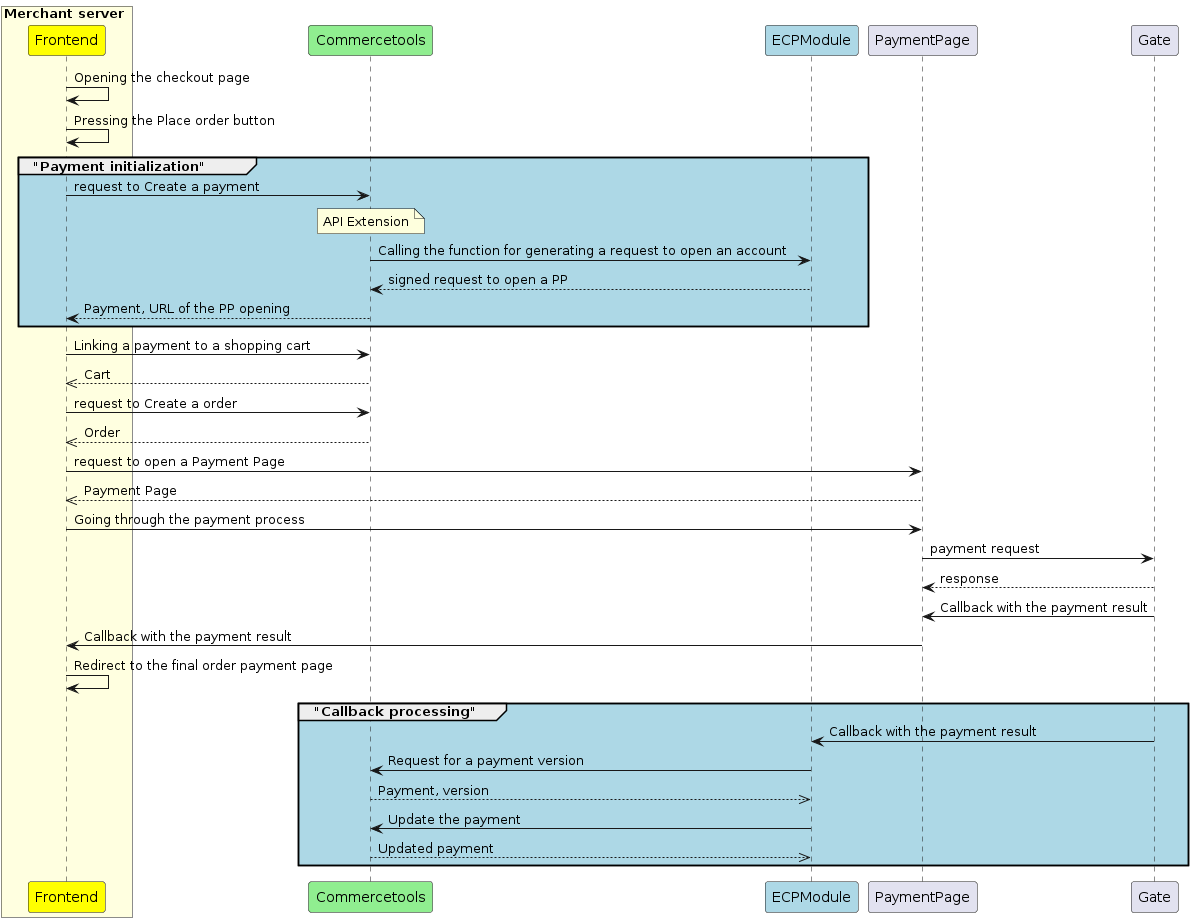 Merchant server
Frontend
Commercetools
ECPModule
PaymentPage
Gate
Opening the checkout page
Pressing the Place order button
"Payment initialization"
request to Create a payment
API Extension
Calling the function for generating a request to open an account
signed request to open a PP
Payment, URL of the PP opening
Linking a payment to a shopping cart
Cart
request to Create a order
Order
request to open a Payment Page
Payment Page
Going through the payment process
payment request
response
Callback with the payment result
Callback with the payment result
Redirect to the final order payment page
"Callback processing"
Callback with the payment result
Request for a payment version
Payment, version
Update the payment
Updated payment
Frontend
Commercetools
ECPModule
PaymentPage
Gate